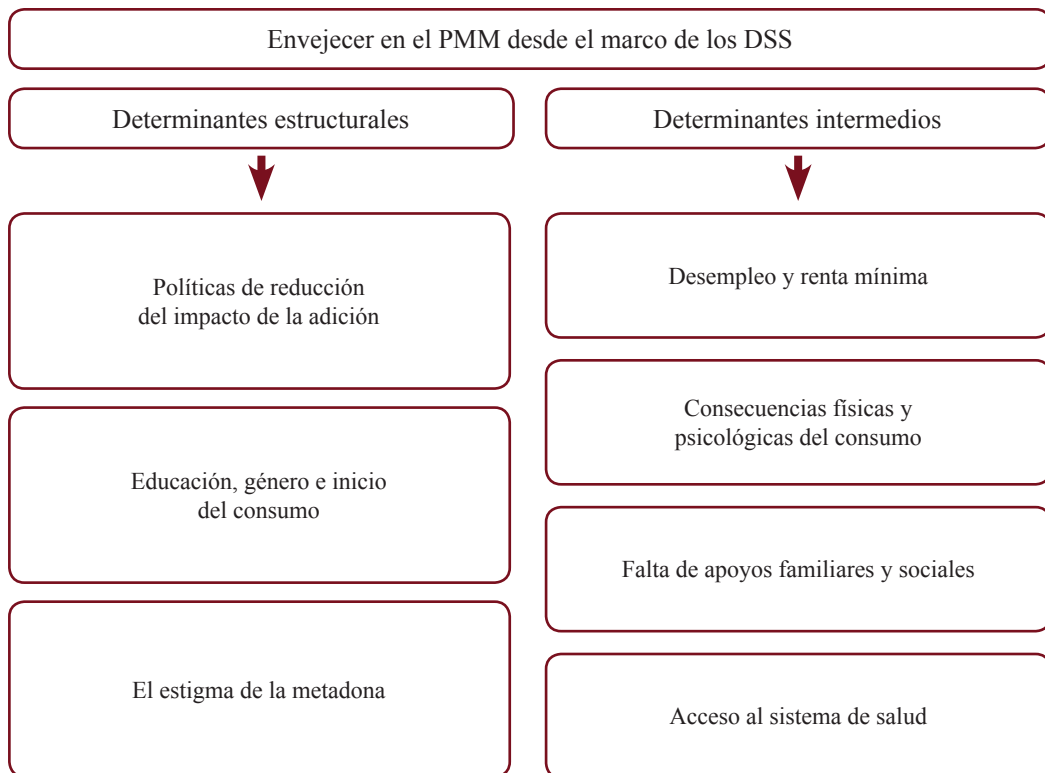 Envejecer en el PMM desde el marco de los DSS
Determinantes estructurales
Políticas de reducción
del impacto de la adición
Educación, género e inicio
del consumo
El estigma de la metadona
Determinantes intermedios
Desempleo y renta mínima
Consecuencias físicas y
psicológicas del consumo
Falta de apoyos familiares y sociales
Acceso al sistema de salud